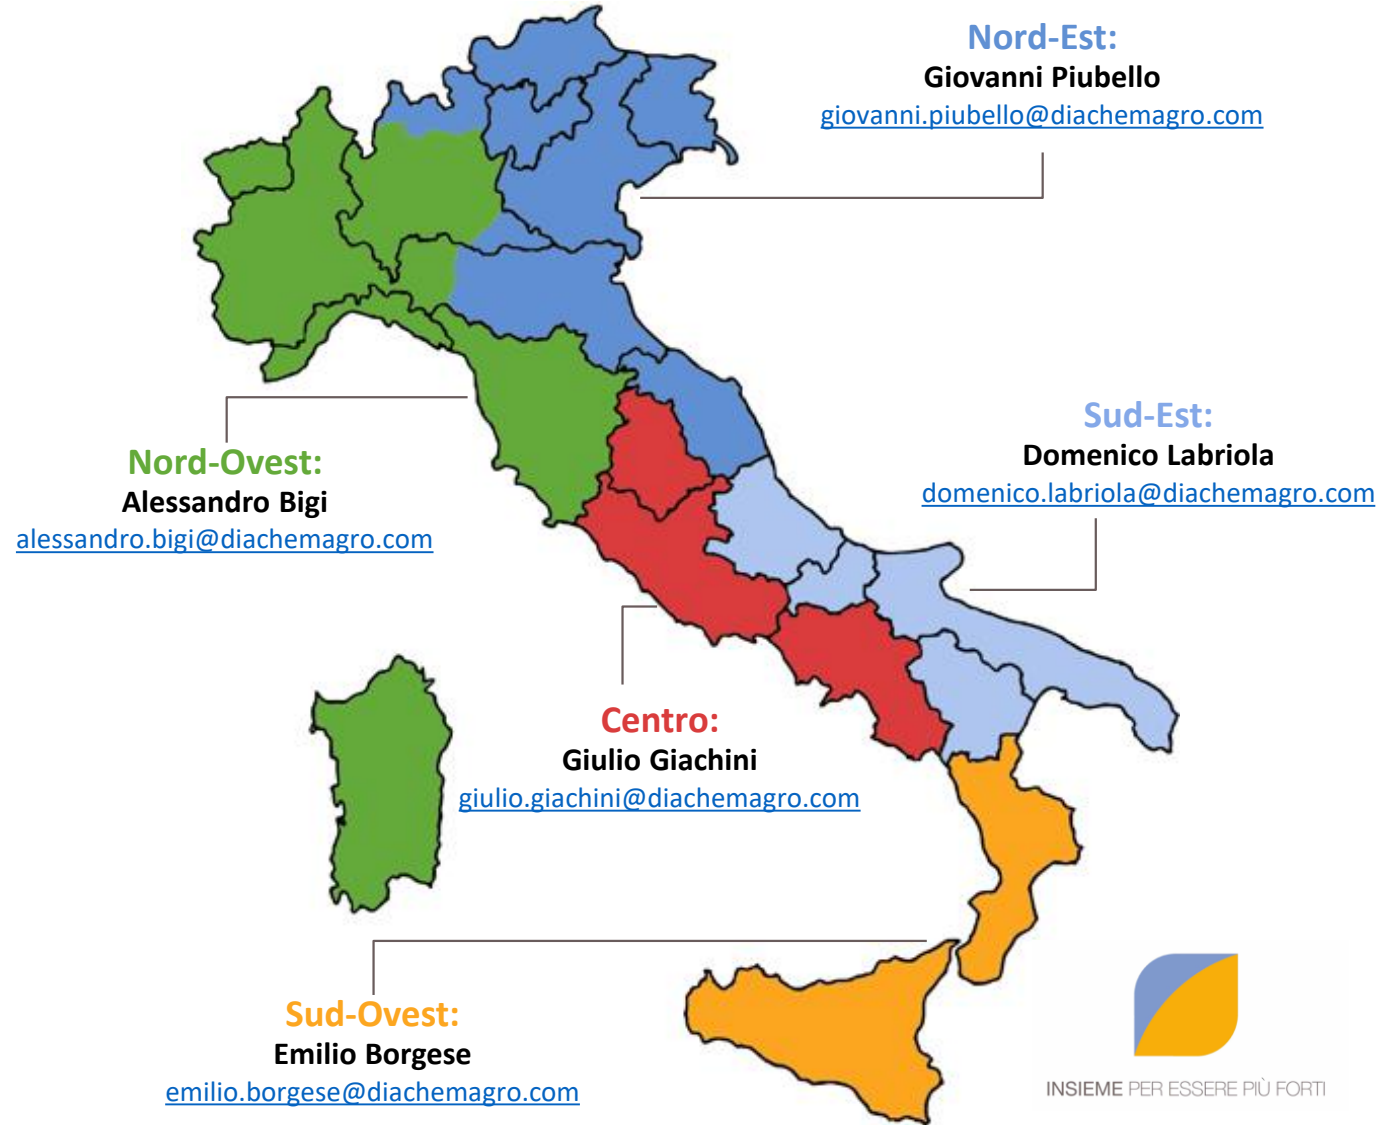 Nord-Est:
Giovanni Piubello
giovanni.piubello@diachemagro.com
Sud-Est:
Domenico Labriola
domenico.labriola@diachemagro.com
Nord-Ovest:
Alessandro Bigi
alessandro.bigi@diachemagro.com
Centro:
Giulio Giachini
giulio.giachini@diachemagro.com
Sud-Ovest:
Emilio Borgese
emilio.borgese@diachemagro.com
INSIEME PER ESSERE PIÙ FORTI